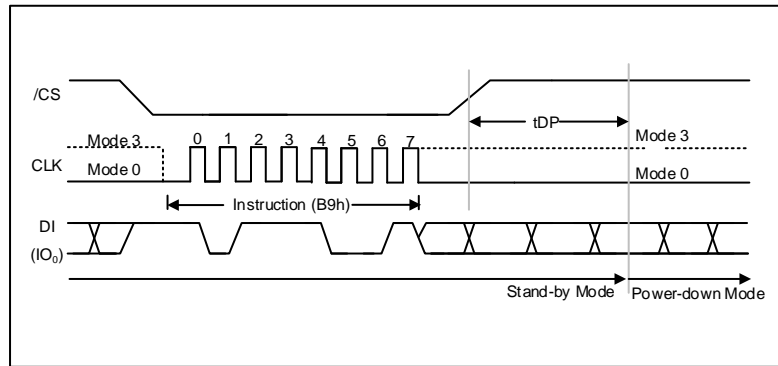 /CS
tDP
Mode 3 0 1 2 3 4 5 6 7 Mode 3
CLK
Mode 0 Mode 0
Instruction (B9h)
DI
(IO₀)
Stand-by Mode Power-down Mode